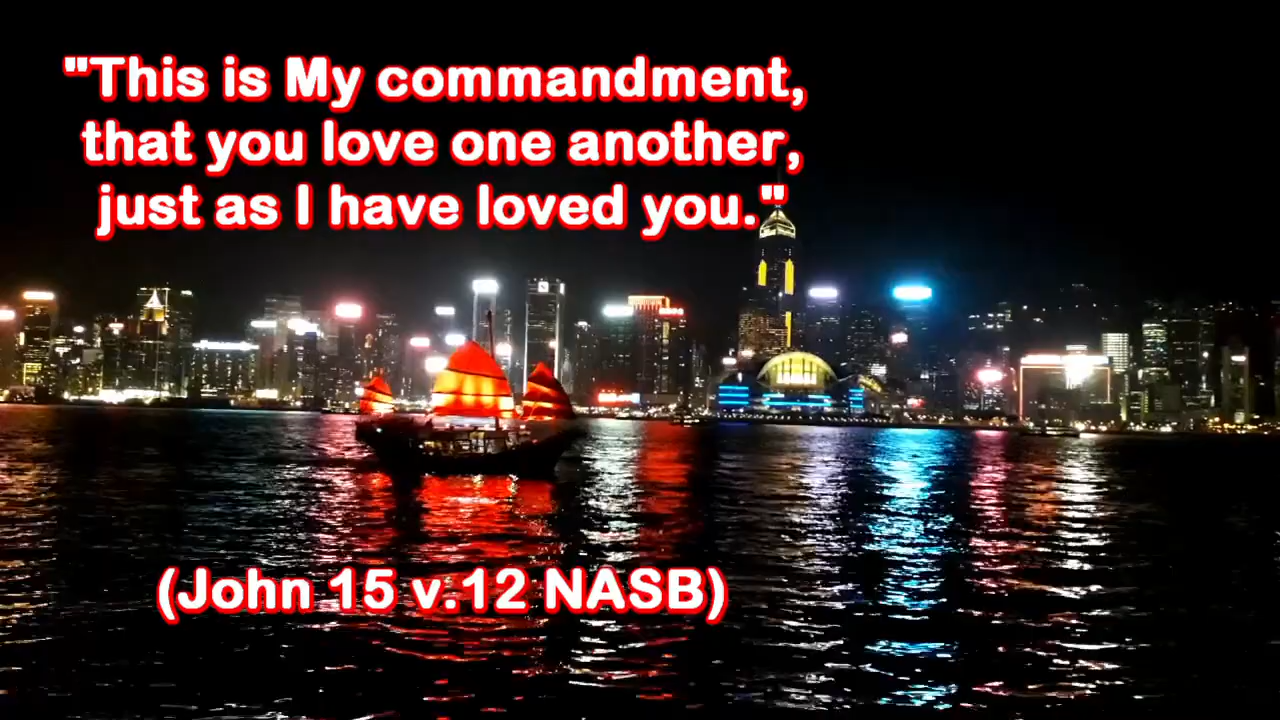 "This is My commandment,
that you love one another,
just as I have loved you."
(John 15 v.12 NASB)